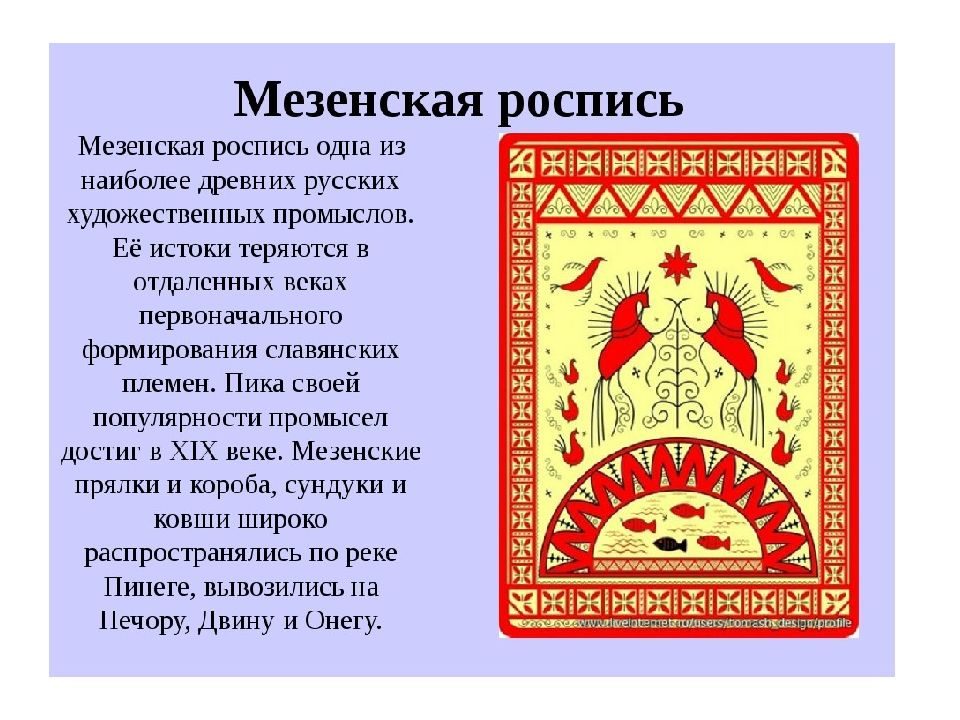 Мезенская роспись
Мезенская роспись одна из
наиболее древних русских
художественных промыслов.
Её истоки теряются в
отдаленных веках
первоначального
формирования славянских
племен. Пика своей
популярности промысел
достиг в XIX веке. Мезенские
прялки и короба, сундуки и
ковши широко
распространялись по реке
Пинеге, вывозились на
Печору, Двину и Онегу.
www.liveinternet.ru/users/tomash_design/profile